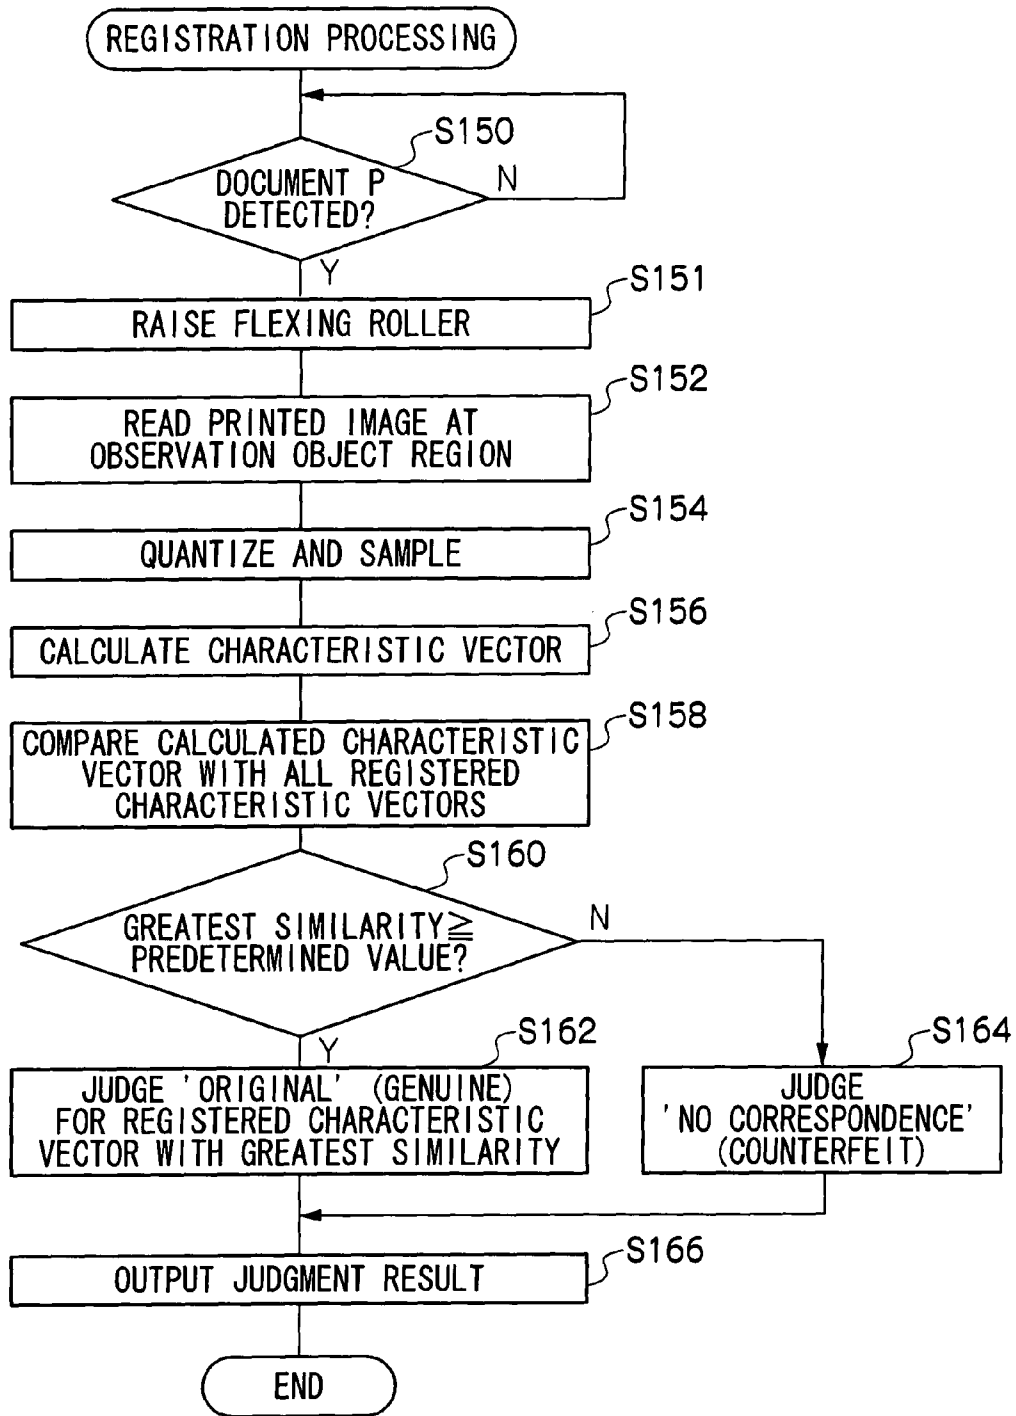 REGISTRATION PROCESSING
S150
DOCUMENT P
DETECTED?
N
Y
S151
RAISE FLEXING ROLLER
S152
READ PRINTED IMAGE AT
OBSERVATION OBJECT REGION
S154
QUANTIZE AND SAMPLE
S156
CALCULATE CHARACTERISTIC VECTOR
S158
COMPARE CALCULATED CHARACTERISTIC
VECTOR WITH ALL REGISTERED
CHARACTERISTIC VECTORS
S160
GREATEST SIMILARITY≧
PREDETERMINED VALUE?
N
Y
S162
JUDGE 'ORIGINAL' (GENUINE)
FOR REGISTERED CHARACTERISTIC
VECTOR WITH GREATEST SIMILARITY
S164
JUDGE
'NO CORRESPONDENCE'
(COUNTERFEIT)
S166
OUTPUT JUDGMENT RESULT
END